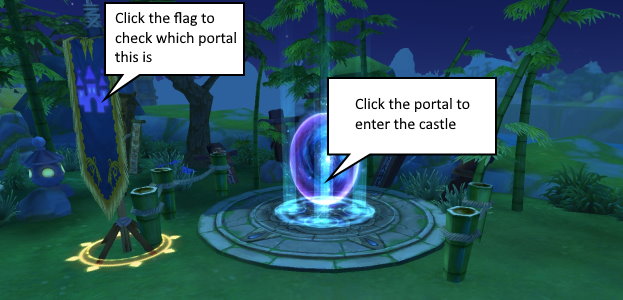 Click the flag to
check which portal
this is
Click the portal to
enter the castle